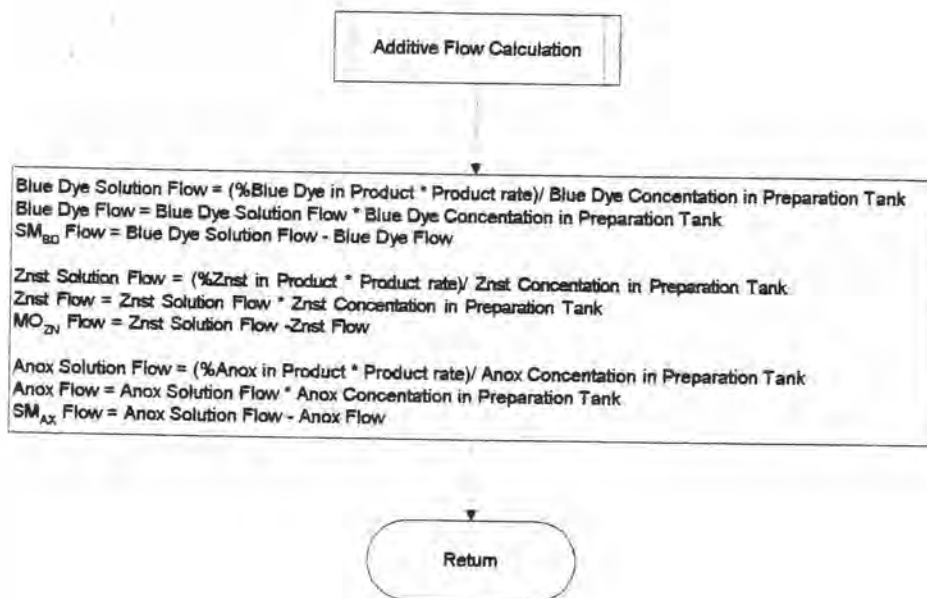 Additive Flow Calculation
Blue Dye Solution Flow = (%Blue Dye in Product * Product rate)/ Blue Dye Concentation in Preparation Tank
Blue Dye Flow = Blue Dye Solution Flow * Blue Dye Concentation in Preparation Tank
SM_BD Flow = Blue Dye Solution Flow - Blue Dye Flow
Znst Solution Flow = (%Znst in Product * Product rate)/ Znst Concentation in Preparation Tank
Znst Flow = Znst Solution Flow * Znst Concentation in Preparation Tank
MO_ZN Flow = Znst Solution Flow -Znst Flow
Anox Solution Flow = (%Anox in Product * Product rate)/ Anox Concentation in Preparation Tank
Anox Flow = Anox Solution Flow * Anox Concentation in Preparation Tank
SM_AX Flow = Anox Solution Flow - Anox Flow
Return